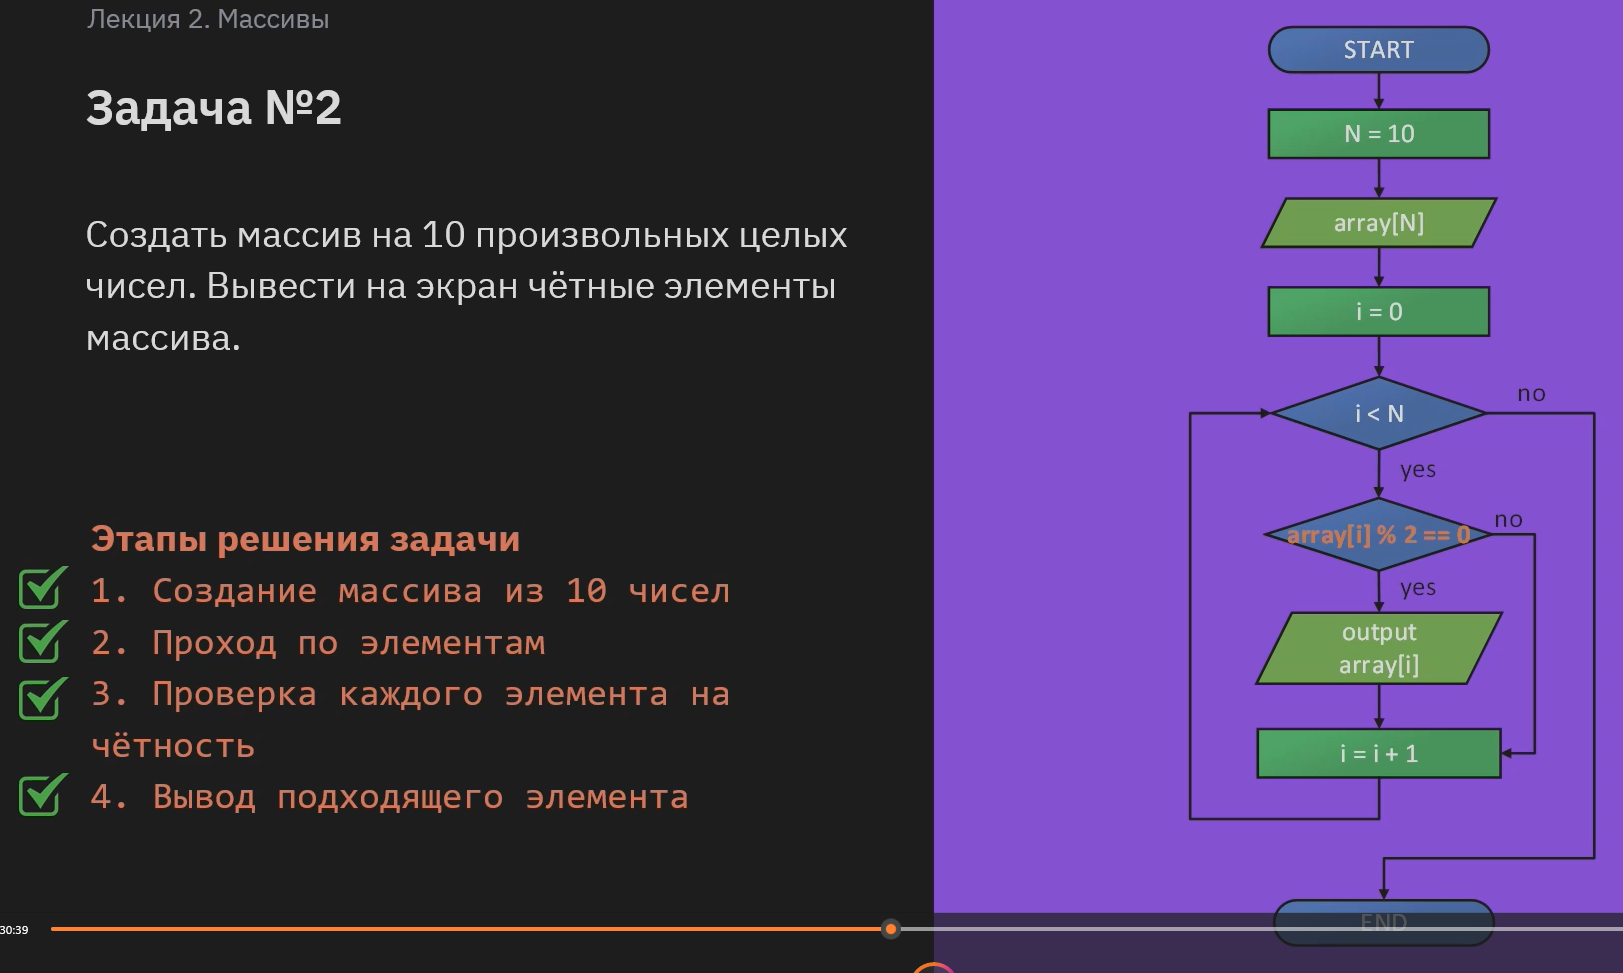 Лекция 2. Массивы
Задача №2
Создать массив на 10 произвольных целых
чисел. Вывести на экран чётные элементы
массива.
Этапы решения задачи
1. Создание массива из 10 чисел
2. Проход по элементам
3. Проверка каждого элемента на
чётность
4. Вывод подходящего элемента
START
N = 10
array[N]
i = 0
i < N
no
yes
array[i] % 2 == 0
no
yes
output
array[i]
i = i + 1
END
30:39